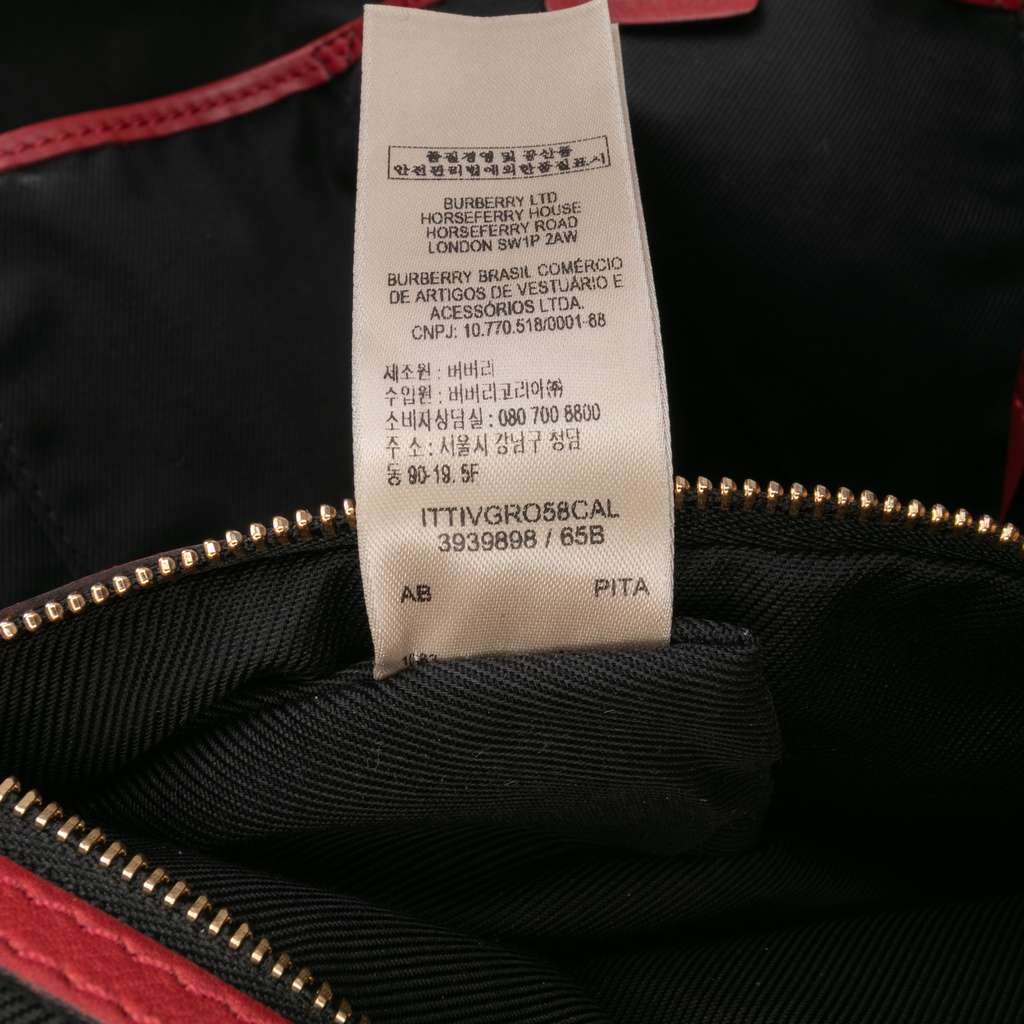 품질경영 및 공산품
안전관리법에의한품질표시
BURBERRY LTD
HORSEFERRY HOUSE
HORSEFERRY ROAD
LONDON SW1P 2AW
BURBERRY BRASIL COMÉRCIO
DE ARTIGOS DE VESTUÁRIO E
ACESSÓRIOS LTDA.
CNPJ: 10.770.518/0001-88
제조원 : 버버리
수입원 : 버버리코리아㈜
소비자상담실 : 080 700 8800
주 소 : 서울시 강남구 청담
동 90-19. 5F
ITTIVGRO58CAL
3939898 / 65B
AB PITA